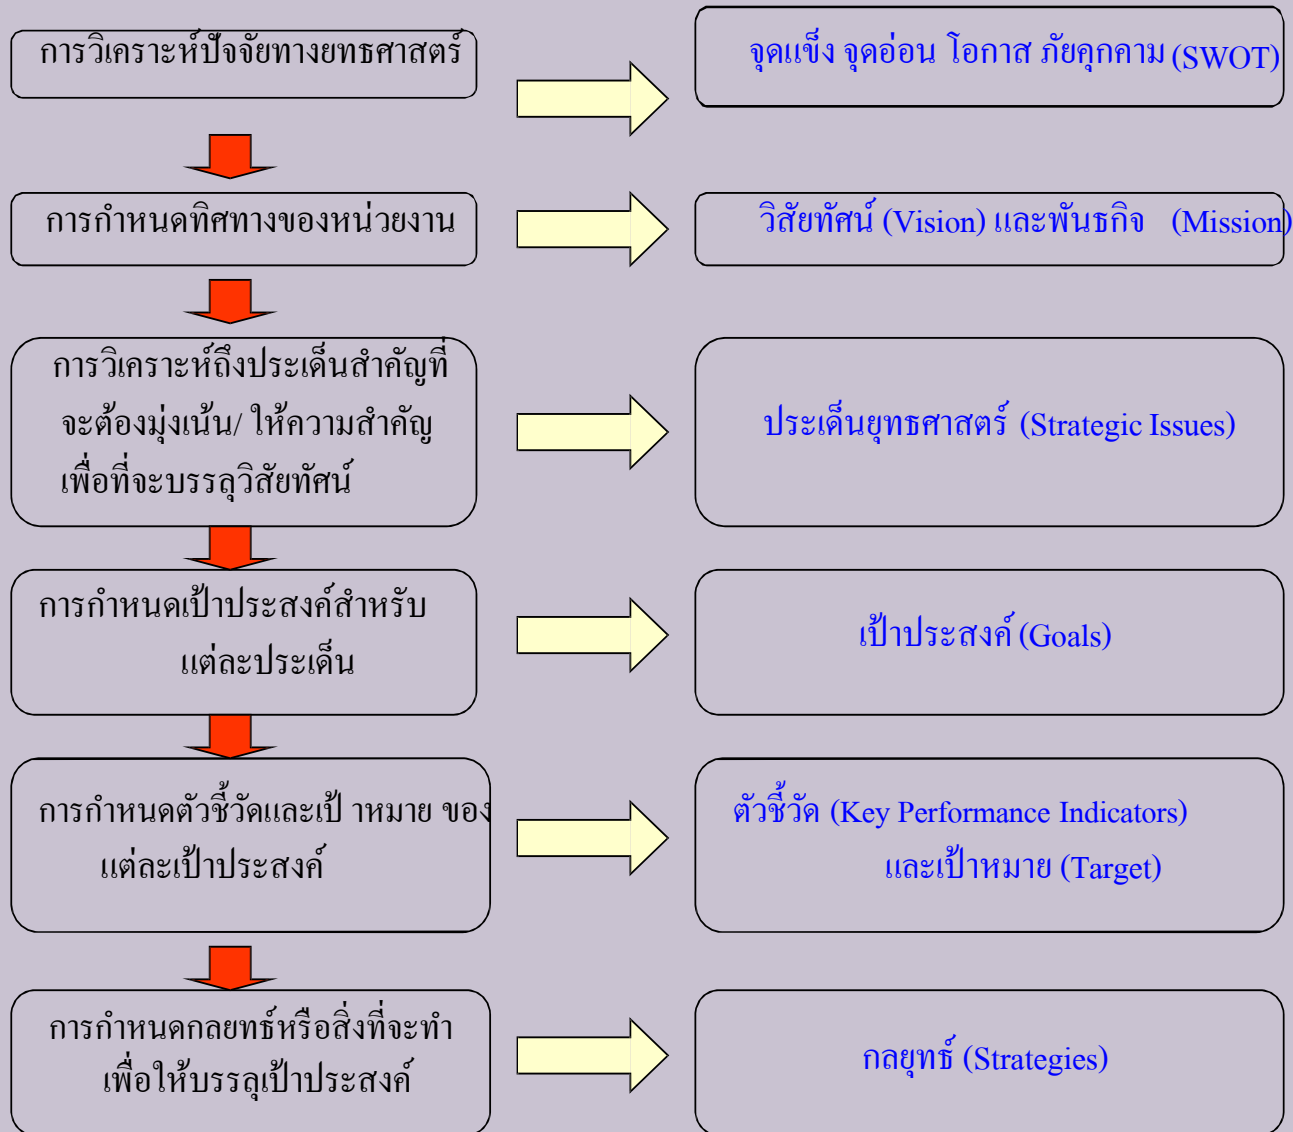 การวิเคราะห์ปัจจัยทางยทธศาสตร์
จุดแข็ง จุดอ่อน โอกาส ภัยคุกคาม (SWOT)
การกำหนดทิศทางของหน่วยงาน
วิสัยทัศน์ (Vision) และพันธกิจ (Mission)
การวิเคราะห์ถึงประเด็นสำคัญที่
จะต้องมุ่งเน้น/ ให้ความสำคัญ
เพื่อที่จะบรรลุวิสัยทัศน์
ประเด็นยุทธศาสตร์ (Strategic Issues)
การกำหนดเป้าประสงค์สำหรับ
แต่ละประเด็น
เป้าประสงค์ (Goals)
การกำหนดตัวชี้วัดและเป้ าหมาย ของ
แต่ละเป้าประสงค์
ตัวชี้วัด (Key Performance Indicators)
และเป้าหมาย (Target)
การกำหนดกลยทธ์หรือสิ่งที่จะทำ
เพื่อให้บรรลุเป้าประสงค์
กลยุทธ์ (Strategies)